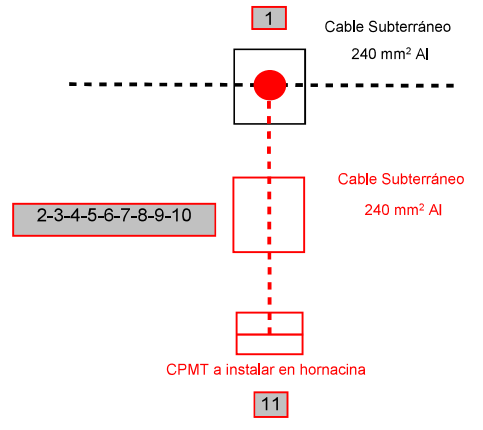 1
Cable Subterráneo
240 mm² Al
Cable Subterráneo
240 mm² Al
2-3-4-5-6-7-8-9-10
CPMT a instalar en hornacina
11